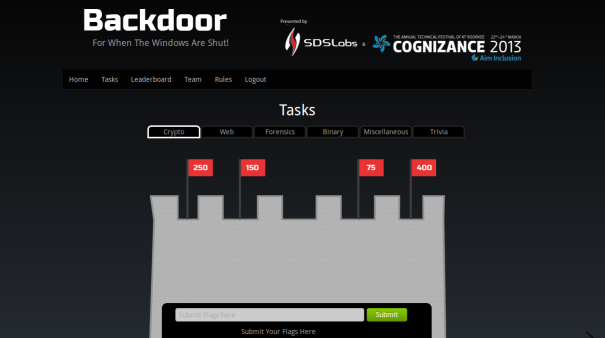 Backdoor
For When The Windows Are Shut!
Presented by
SDSLabs &
THE ANNUAL TECHNICAL FESTIVAL OF IIT ROORKEE 22nd-24th MARCH
COGNIZANCE 2013
Aim Inclusion
Home Tasks Leaderboard Team Rules Logout
Tasks
Crypto Web Forensics Binary Miscellaneous Trivia
250 150 75 400
Submit Flags here Submit
Submit Your Flags Here